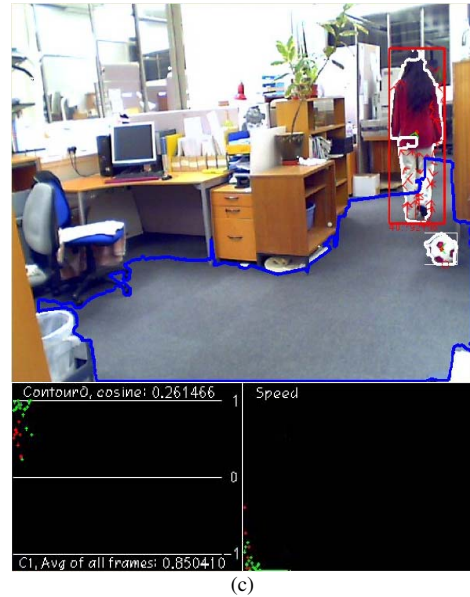 Contour0, cosine: 0.261466
1
Speed
0
C1, Avg of all frames: 0.850410
-1
(c)